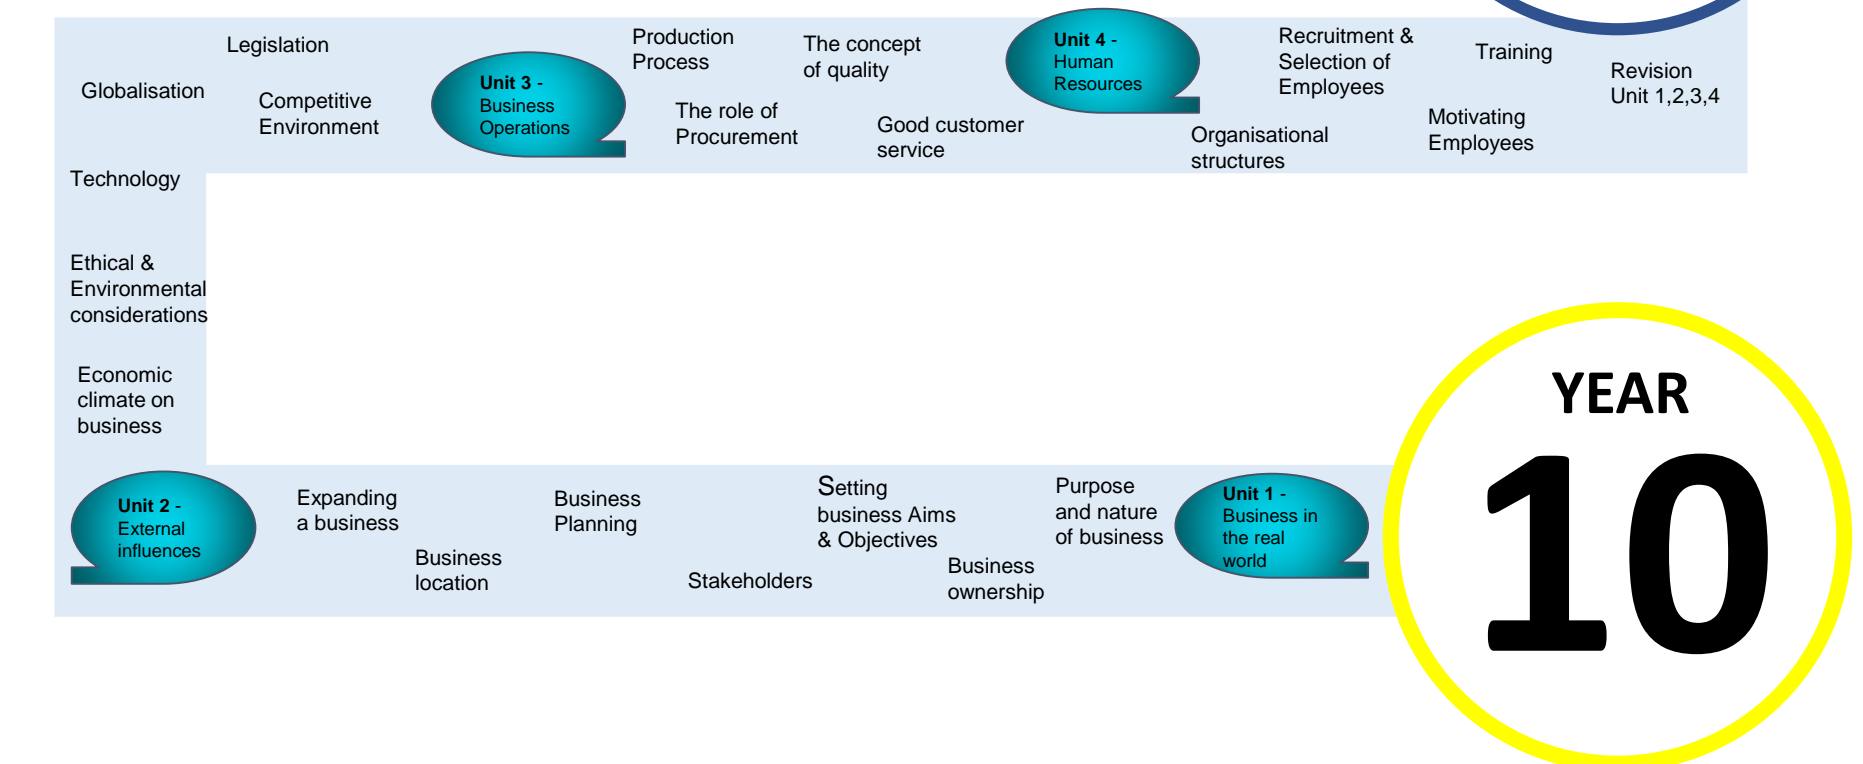 Legislation
Globalisation
Competitive
Environment
Unit 3 -
Business
Operations
Production
Process
The role of
Procurement
The concept
of quality
Good customer
service
Unit 4 -
Human
Resources
Organisational
structures
Recruitment &
Selection of
Employees
Motivating
Employees
Training
Revision
Unit 1,2,3,4
Technology
Ethical &
Environmental
considerations
Economic
climate on
business
Unit 2 -
External
influences
Expanding
a business
Business
location
Business
Planning
Stakeholders
Setting
business Aims
& Objectives
Business
ownership
Purpose
and nature
of business
Unit 1 -
Business in
the real
world
YEAR
10